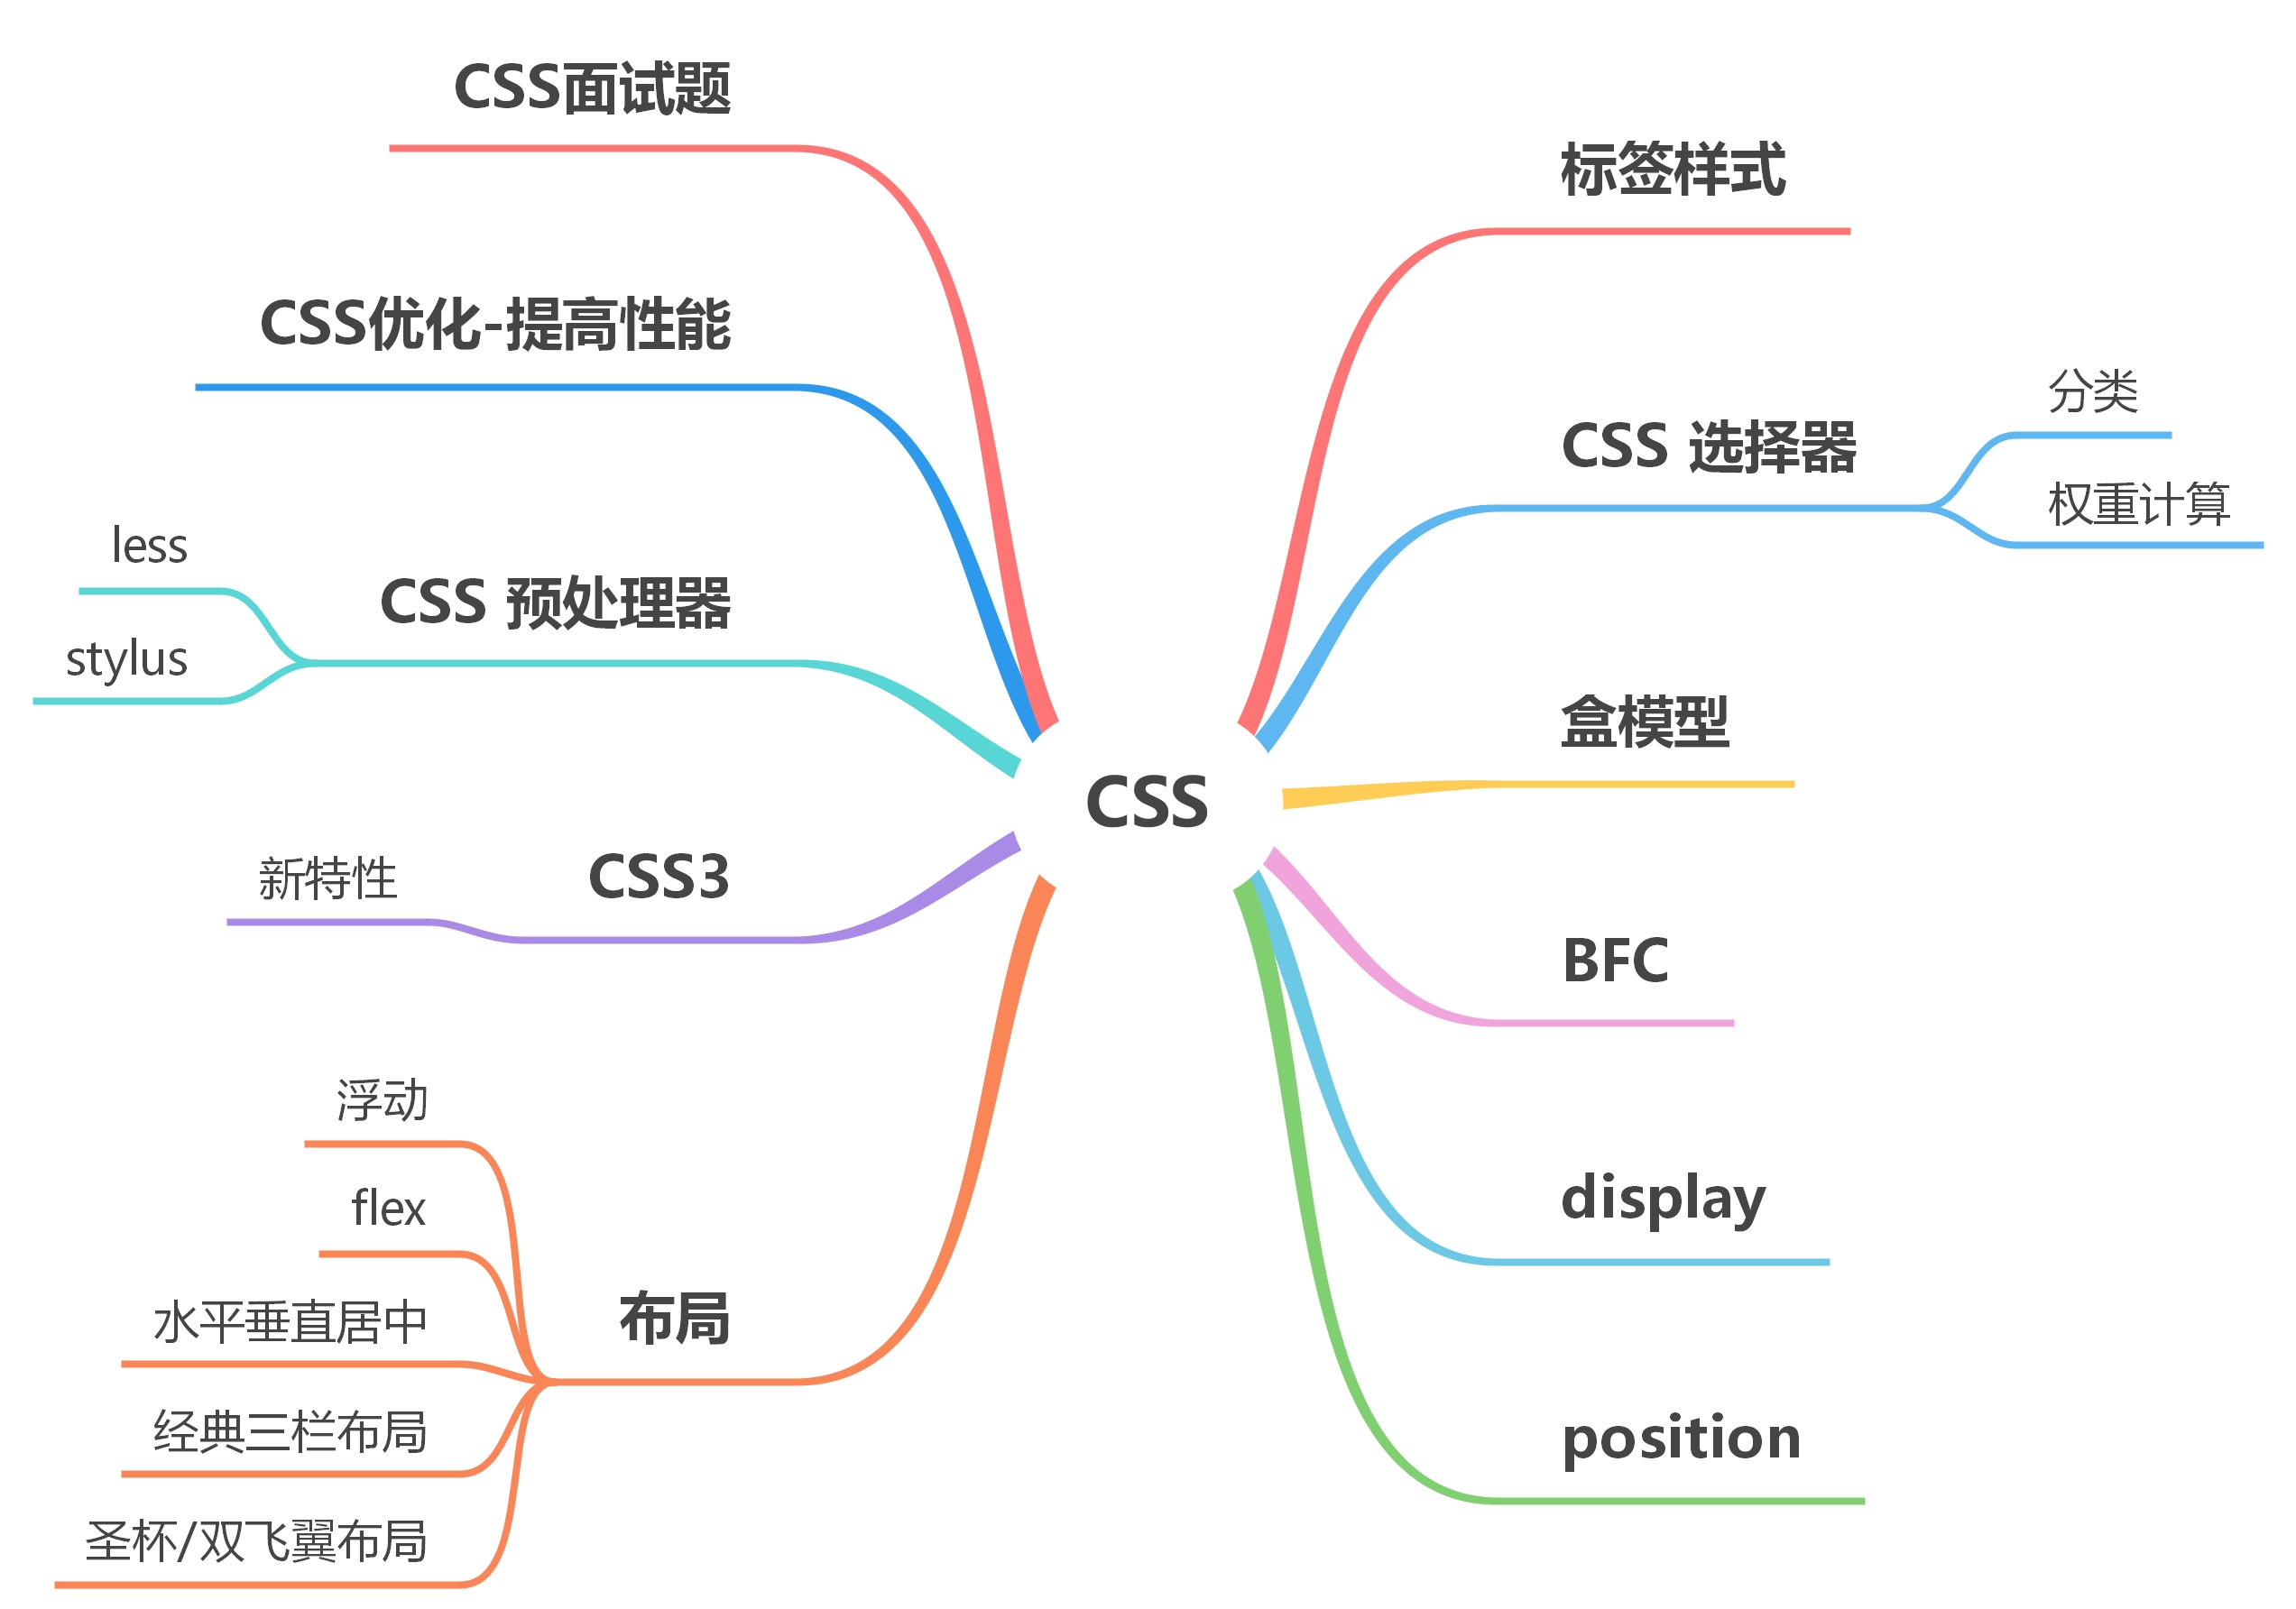 CSS面试题
CSS优化-提高性能
CSS 预处理器
less
stylus
CSS3
新特性
布局
浮动
flex
水平垂直居中
经典三栏布局
圣杯/双飞翼布局
CSS
标签样式
CSS 选择器
分类
权重计算
盒模型
BFC
display
position